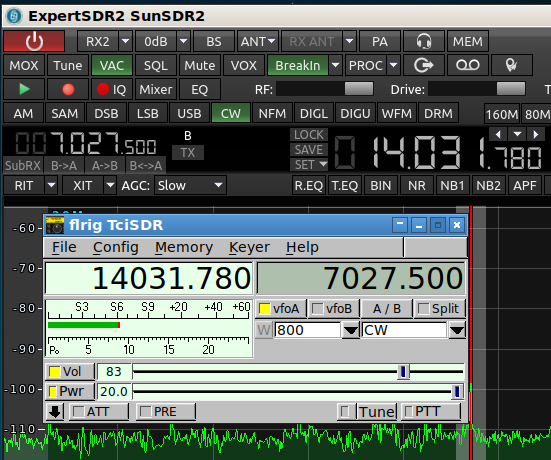 ExpertSDR2 SunSDR2
RX2 0dB BS ANT RX ANT PA MEM
MOX Tune VAC SQL Mute VOX BreakIn PROC
IQ Mixer EQ RF: Drive:
AM SAM DSB LSB USB CW NFM DIGL DIGU WFM DRM 160M 80M
007.027.500 B TX LOCK SAVE SET 014.031.780
SubRX B->A A->B B<->A
RIT XIT AGC: Slow R.EQ T.EQ BIN NR NB1 NB2 APF
-60
flrig TciSDR
File Config Memory Keyer Help
-70
14031.780 7027.500
-80
S3 S6 S9 +20 +40 +60 vfoA vfoB A / B Split
W 800 CW
-90
Po 5 10 15 20
Vol 83
-100
Pwr 20.0
ATT PRE Tune PTT
-110